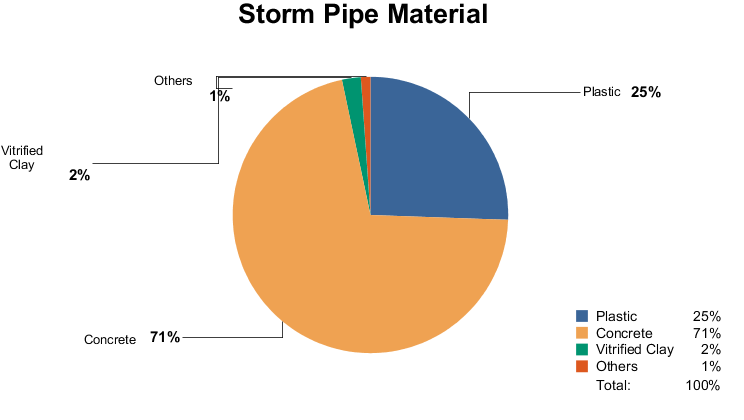 Storm Pipe Material
Others
1%
Plastic 25%
Vitrified
Clay
2%
Concrete 71%
Plastic 25%
Concrete 71%
Vitrified Clay 2%
Others 1%
Total: 100%